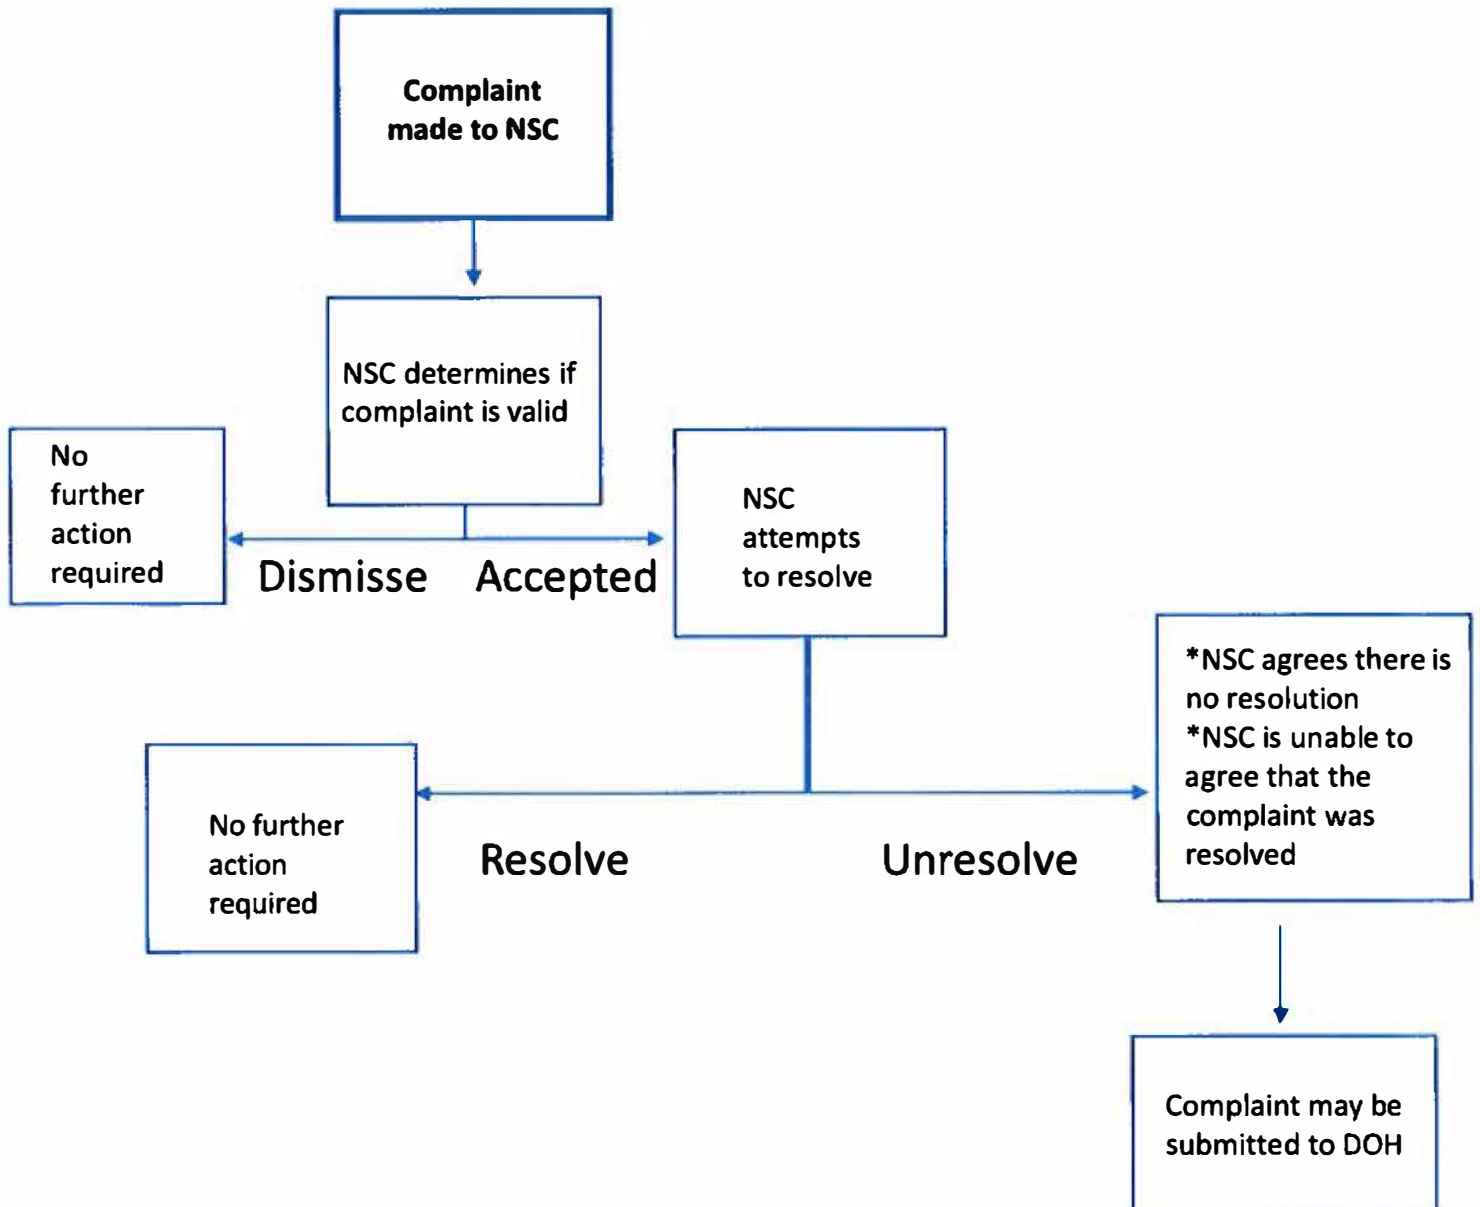 Complaint
made to NSC
NSC determines if
complaint is valid
No
further
action
required
Dismisse
Accepted
NSC
attempts
to resolve
*NSC agrees there is
no resolution
*NSC is unable to
agree that the
complaint was
resolved
No further
action
required
Resolve
Unresolve
Complaint may be
submitted to DOH